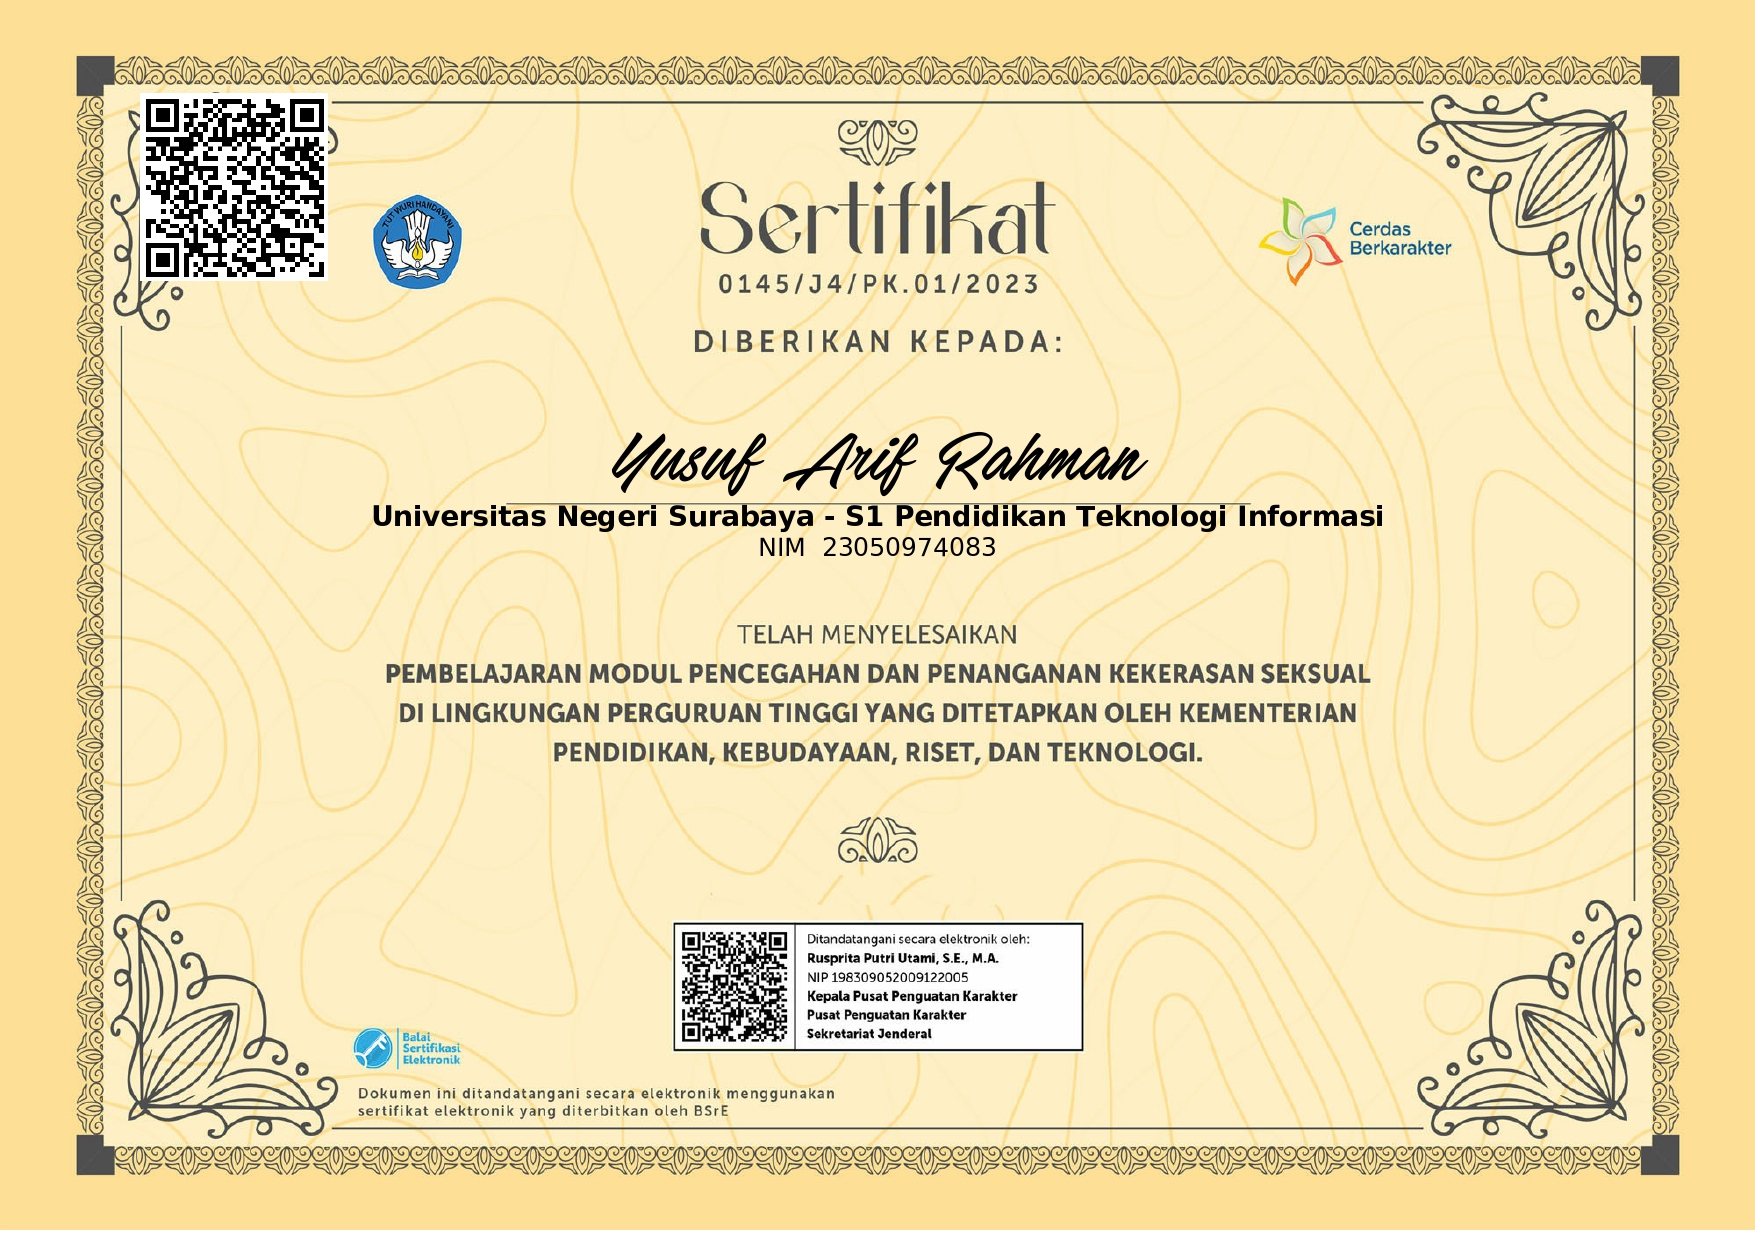 TUT WURI HANDAYANI
Sertifikat
0145/J4/PK.01/2023
Cerdas
Berkarakter
DIBERIKAN KEPADA:
Yusuf Arif Rahman
Universitas Negeri Surabaya - S1 Pendidikan Teknologi Informasi
NIM 23050974083
TELAH MENYELESAIKAN
PEMBELAJARAN MODUL PENCEGAHAN DAN PENANGANAN KEKERASAN SEKSUAL
DI LINGKUNGAN PERGURUAN TINGGI YANG DITETAPKAN OLEH KEMENTERIAN
PENDIDIKAN, KEBUDAYAAN, RISET, DAN TEKNOLOGI.
Ditandatangani secara elektronik oleh:
Rusprita Putri Utami, S.E., M.A.
NIP 198309052009122005
Kepala Pusat Penguatan Karakter
Pusat Penguatan Karakter
Sekretariat Jenderal
Balai
Sertifikasi
Elektronik
Dokumen ini ditandatangani secara elektronik menggunakan
sertifikat elektronik yang diterbitkan oleh BSrE